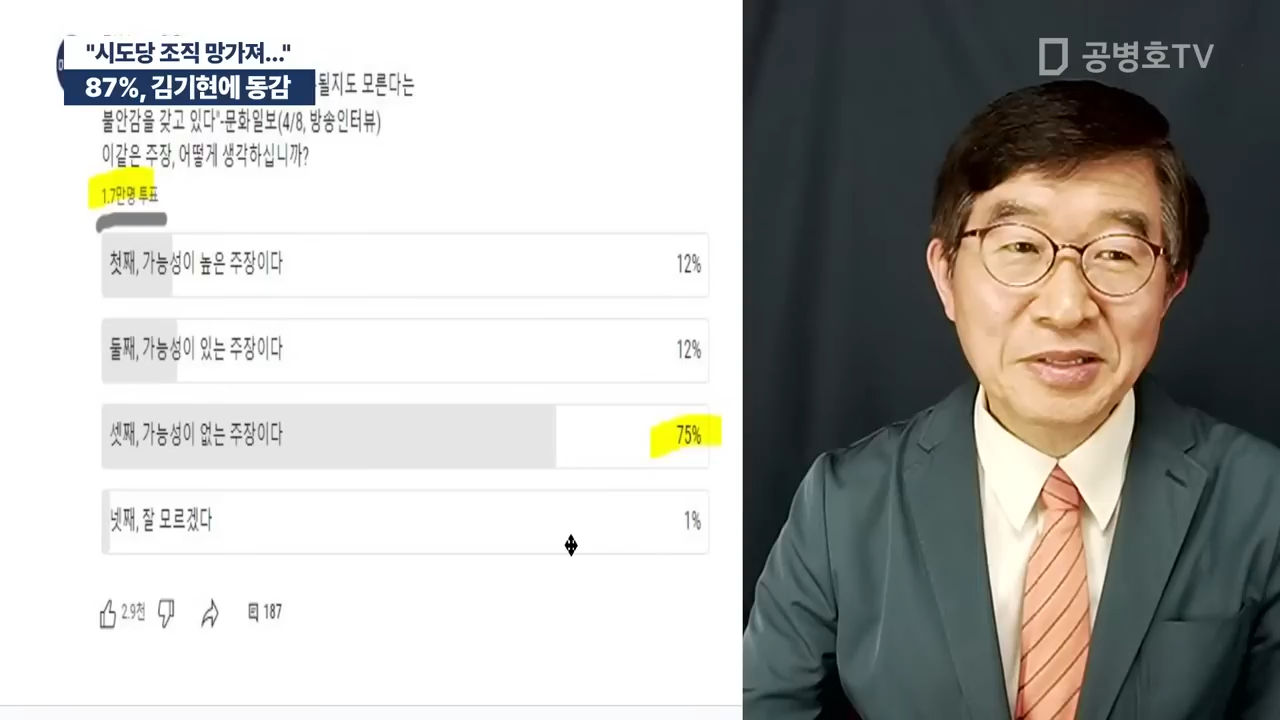 "시도당 조직 망가져..."
87%, 김기현에 동감
공병호TV
될지도 모른다는
불안감을 갖고 있다"-문화일보(4/8, 방송인터뷰)
이같은 주장, 어떻게 생각하십니까?
1.7만명 투표
첫째, 가능성이 높은 주장이다 12%
둘째, 가능성이 있는 주장이다 12%
셋째, 가능성이 없는 주장이다 75%
넷째, 잘 모르겠다 1%
2.9천 187